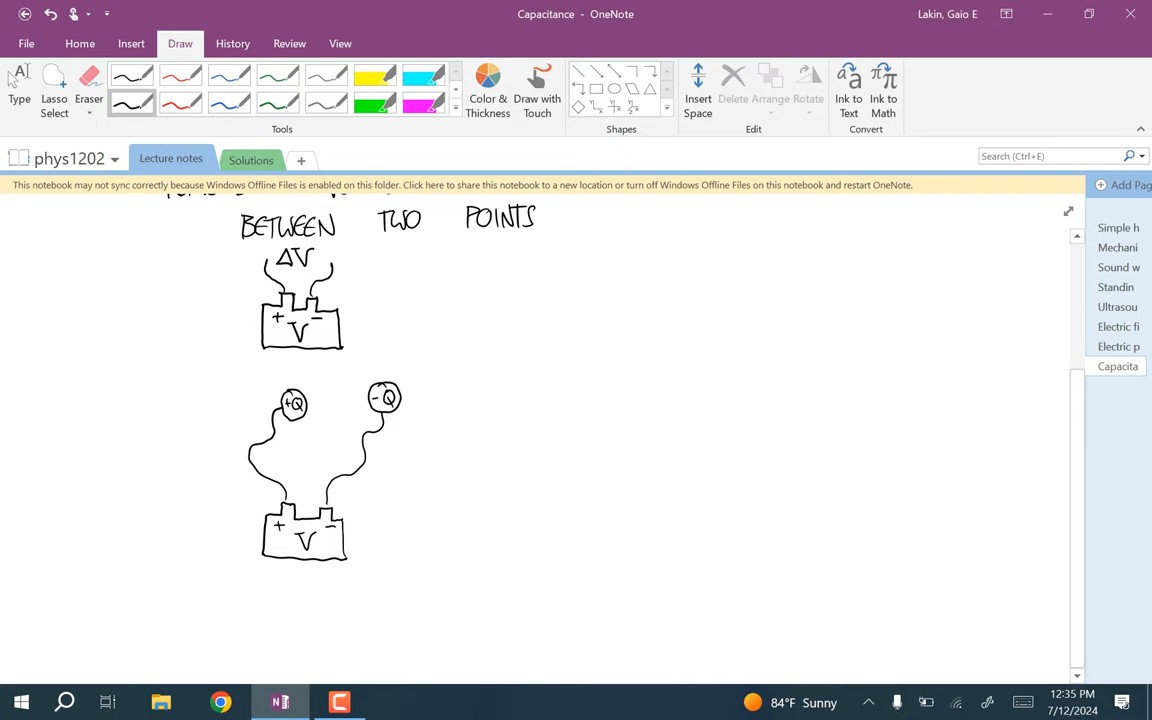 Capacitance - OneNote
Lakin, Gaio E
File
Home
Insert
Draw
History
Review
View
Type
Lasso Select
Eraser
Color & Thickness
Draw with Touch
Insert Space
Delete
Arrange
Rotate
Ink to Text
Ink to Math
Tools
Shapes
Edit
Convert
phys1202
Lecture notes
Solutions
Search (Ctrl+E)
This notebook may not sync correctly because Windows Offline Files is enabled on this folder. Click here to share this notebook to a new location or turn off Windows Offline Files on this notebook and restart OneNote.
Add Pag
BETWEEN TWO POINTS
ΔV
+ V -
+Q
-Q
+ V -
Simple h
Mechani
Sound w
Standin
Ultrasou
Electric fi
Electric p
Capacita
84°F Sunny
12:35 PM
7/12/2024